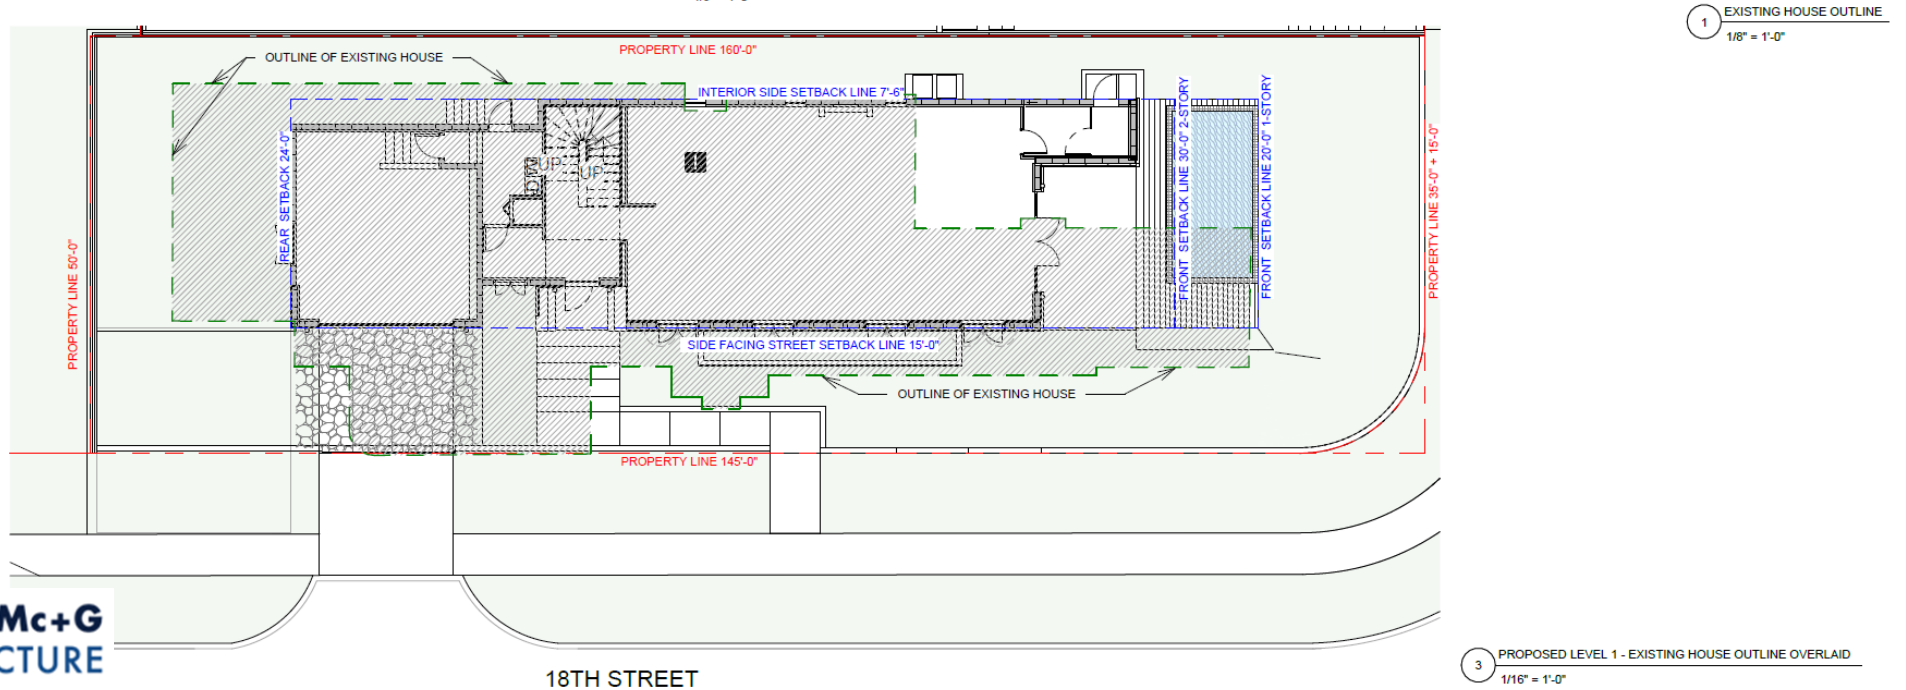 EXISTING HOUSE OUTLINE
1
1/8" = 1'-0"
PROPERTY LINE 160'-0"
OUTLINE OF EXISTING HOUSE
INTERIOR SIDE SETBACK LINE 7'-6"
REAR SETBACK 24'-0"
UP
UP
FRONT SETBACK LINE 30'-0" 2-STORY
FRONT SETBACK LINE 20'-0" 1-STORY
PROPERTY LINE 35'-0" + 15'-0"
PROPERTY LINE 50'-0"
SIDE FACING STREET SETBACK LINE 15'-0"
OUTLINE OF EXISTING HOUSE
PROPERTY LINE 145'-0"
Mc+G
CTURE
18TH STREET
PROPOSED LEVEL 1 - EXISTING HOUSE OUTLINE OVERLAID
3
1/16" = 1'-0"